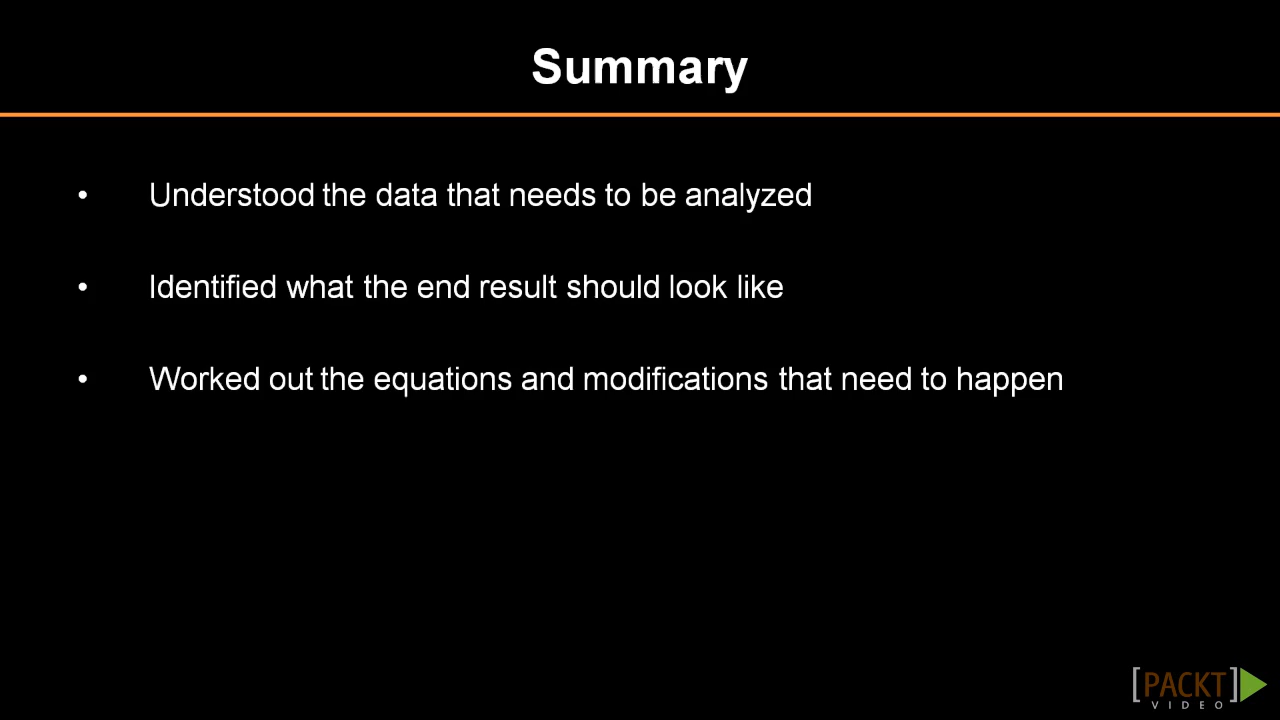 Summary
• Understood the data that needs to be analyzed
• Identified what the end result should look like
• Worked out the equations and modifications that need to happen
[PACKT]
VIDEO